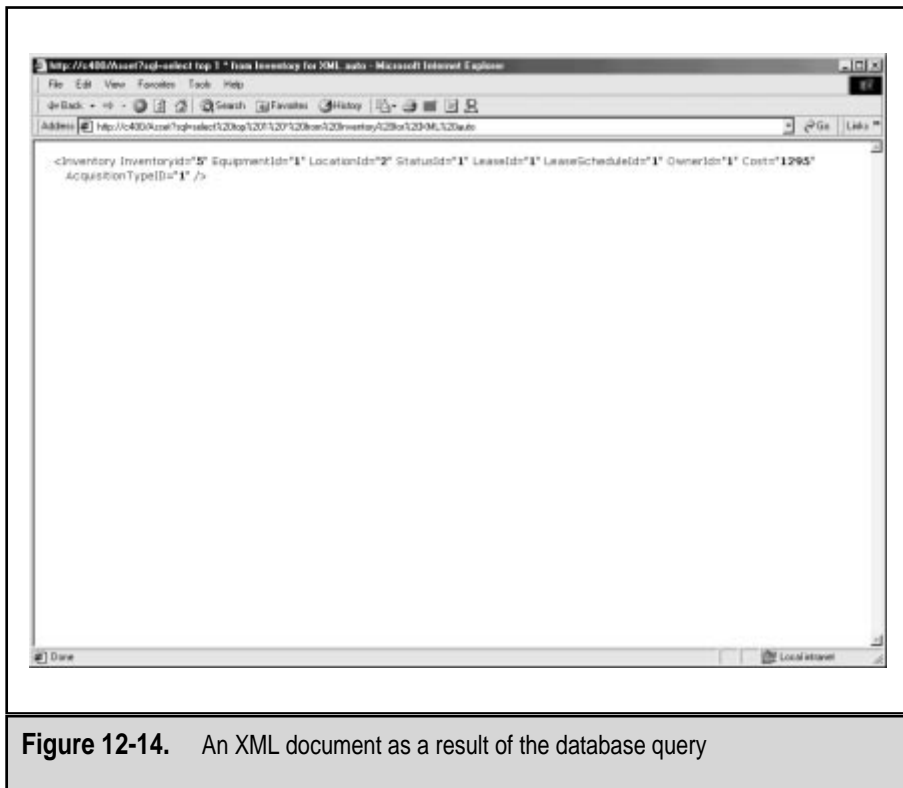 http://c400/Asset?sql=select top 1 * from Inventory for XML auto - Microsoft Internet Explorer
File Edit View Favorites Tools Help
Back Search Favorites History
Address http://c400/Asset?sql=select%20top%201%20*%20from%20Inventory%20for%20XML%20auto Go Links »
<Inventory Inventoryid="5" EquipmentId="1" LocationId="2" StatusId="1" LeaseId="1" LeaseScheduleId="1" OwnerId="1" Cost="1295"
AcquisitionTypeID="1" />
Done Local intranet
Figure 12-14. An XML document as a result of the database query